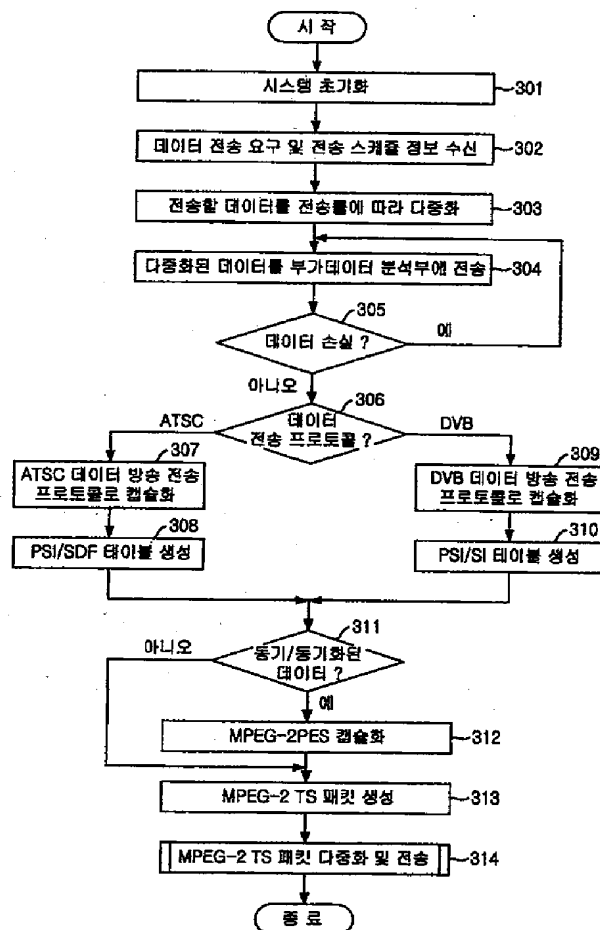 시 작
시스템 초기화
301
데이터 전송 요구 및 전송 스케쥴 정보 수신
302
전송할 데이터를 전송률에 따라 다중화
303
다중화된 데이터를 부가데이터 분석부에 전송
304
305
데이터 손실 ?
예
아니오
306
데이터
전송 프로토콜 ?
ATSC
DVB
307
ATSC 데이터 방송 전송
프로토콜로 캡슐화
308
PSI/SDF 테이블 생성
309
DVB 데이터 방송 전송
프로토콜로 캡슐화
310
PSI/SI 테이블 생성
311
동기/동기화된
데이터 ?
아니오
예
MPEG-2PES 캡슐화
312
MPEG-2 TS 패킷 생성
313
MPEG-2 TS 패킷 다중화 및 전송
314
종 료